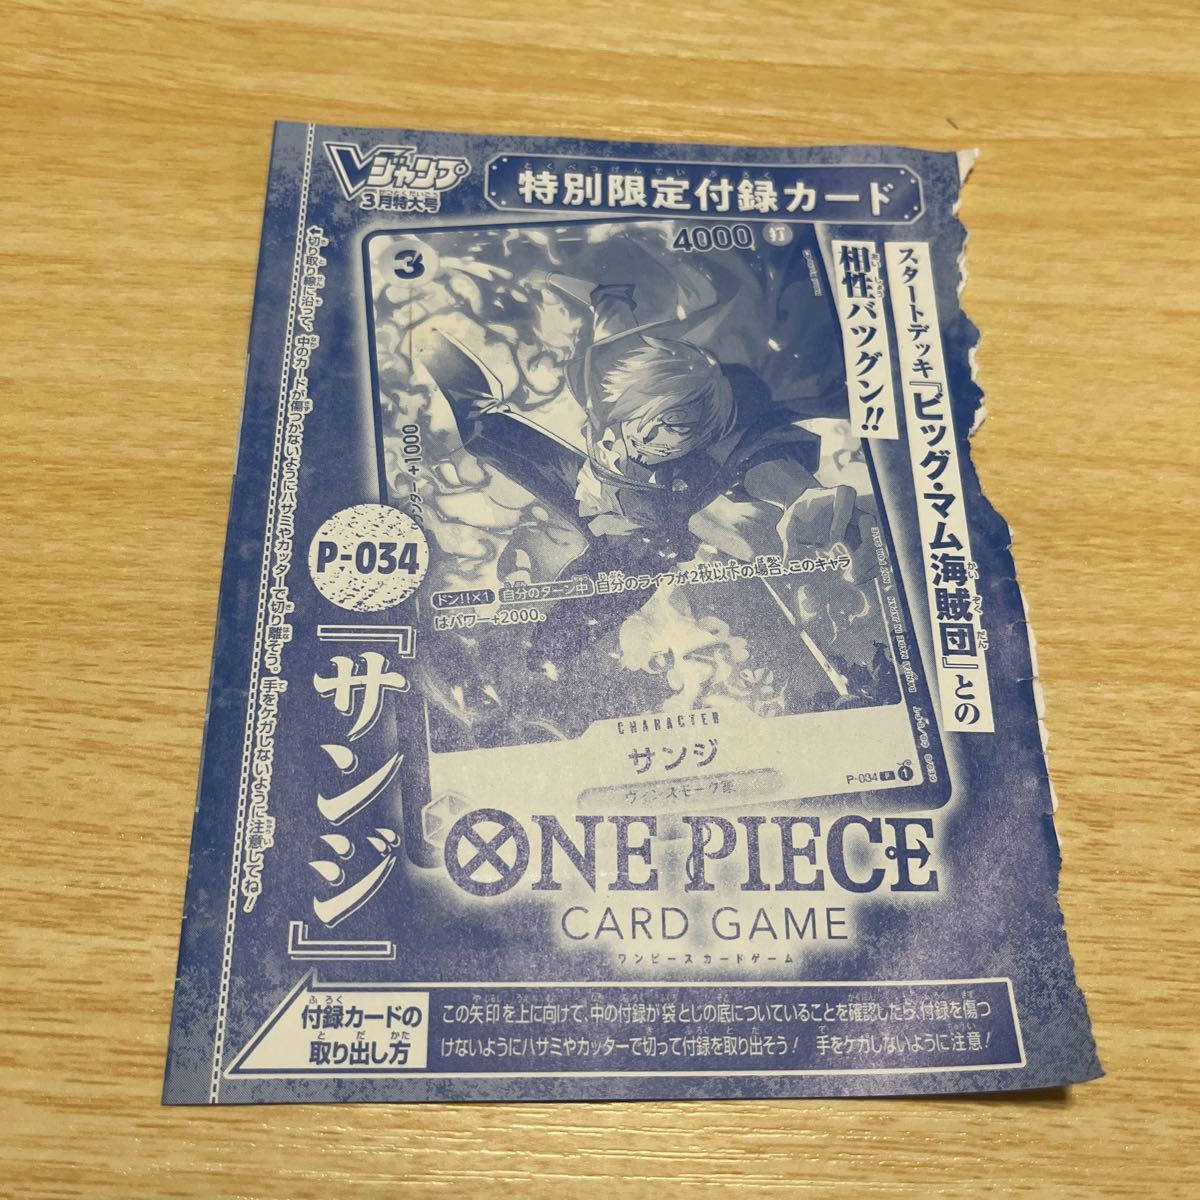 Vジャンプ
3月特大号
特別限定付録カード
スタートデッキ『ビッグ・マム海賊団』との
相性バツグン!!
切り取り線に沿って、中のカードが傷つかないようにハサミやカッターで切り離そう。手をケガしないように注意してね!
3
4000 打
カウンター +1000
P-034
『サンジ』
ドン!!×1 自分のターン中 自分のライフが2枚以下の場合、このキャラ
はパワー+2000。
CHARACTER
サンジ
ヴィンスモーク家
P-034 P 1
BANDAI MADE IN JAPAN NOT FOR SALE
ONE PIECE
CARD GAME
ワンピースカードゲーム
付録カードの
取り出し方
この矢印を上に向けて、中の付録が袋とじの底についていることを確認したら、付録を傷つ
けないようにハサミやカッターで切って付録を取り出そう! 手をケガしないように注意!